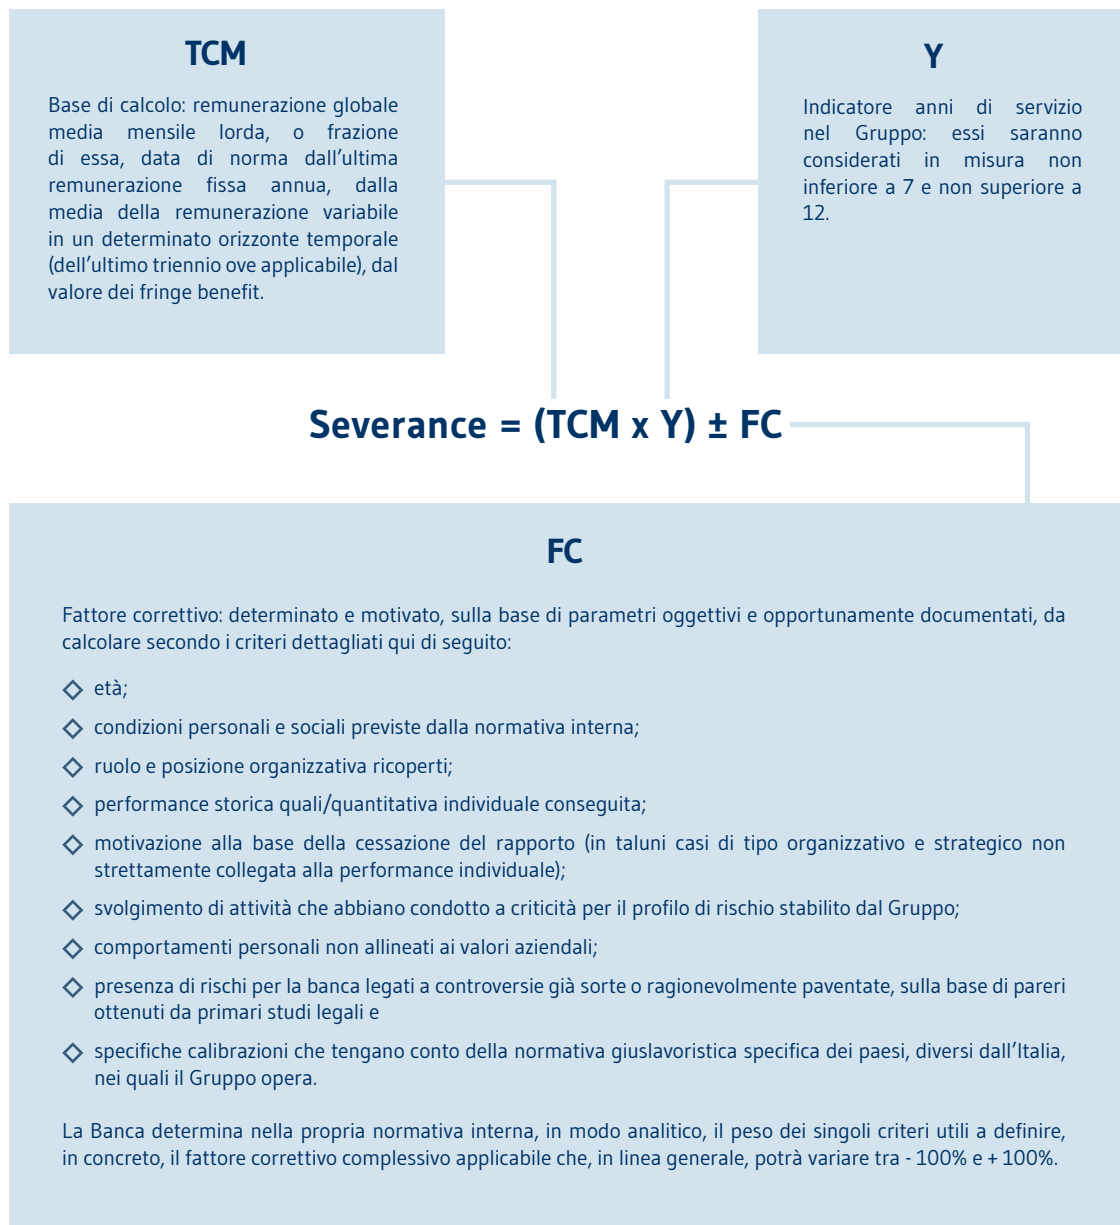 TCM
Base di calcolo: remunerazione globale
media mensile lorda, o frazione
di essa, data di norma dall'ultima
remunerazione fissa annua, dalla
media della remunerazione variabile
in un determinato orizzonte temporale
(dell'ultimo triennio ove applicabile), dal
valore dei fringe benefit.
Y
Indicatore anni di servizio
nel Gruppo: essi saranno
considerati in misura non
inferiore a 7 e non superiore a
12.
Severance = (TCM x Y) ± FC
FC
Fattore correttivo: determinato e motivato, sulla base di parametri oggettivi e opportunamente documentati, da
calcolare secondo i criteri dettagliati qui di seguito:
◇ età;
◇ condizioni personali e sociali previste dalla normativa interna;
◇ ruolo e posizione organizzativa ricoperti;
◇ performance storica quali/quantitativa individuale conseguita;
◇ motivazione alla base della cessazione del rapporto (in taluni casi di tipo organizzativo e strategico non
strettamente collegata alla performance individuale);
◇ svolgimento di attività che abbiano condotto a criticità per il profilo di rischio stabilito dal Gruppo;
◇ comportamenti personali non allineati ai valori aziendali;
◇ presenza di rischi per la banca legati a controversie già sorte o ragionevolmente paventate, sulla base di pareri
ottenuti da primari studi legali e
◇ specifiche calibrazioni che tengano conto della normativa giuslavoristica specifica dei paesi, diversi dall'Italia,
nei quali il Gruppo opera.
La Banca determina nella propria normativa interna, in modo analitico, il peso dei singoli criteri utili a definire,
in concreto, il fattore correttivo complessivo applicabile che, in linea generale, potrà variare tra - 100% e + 100%.